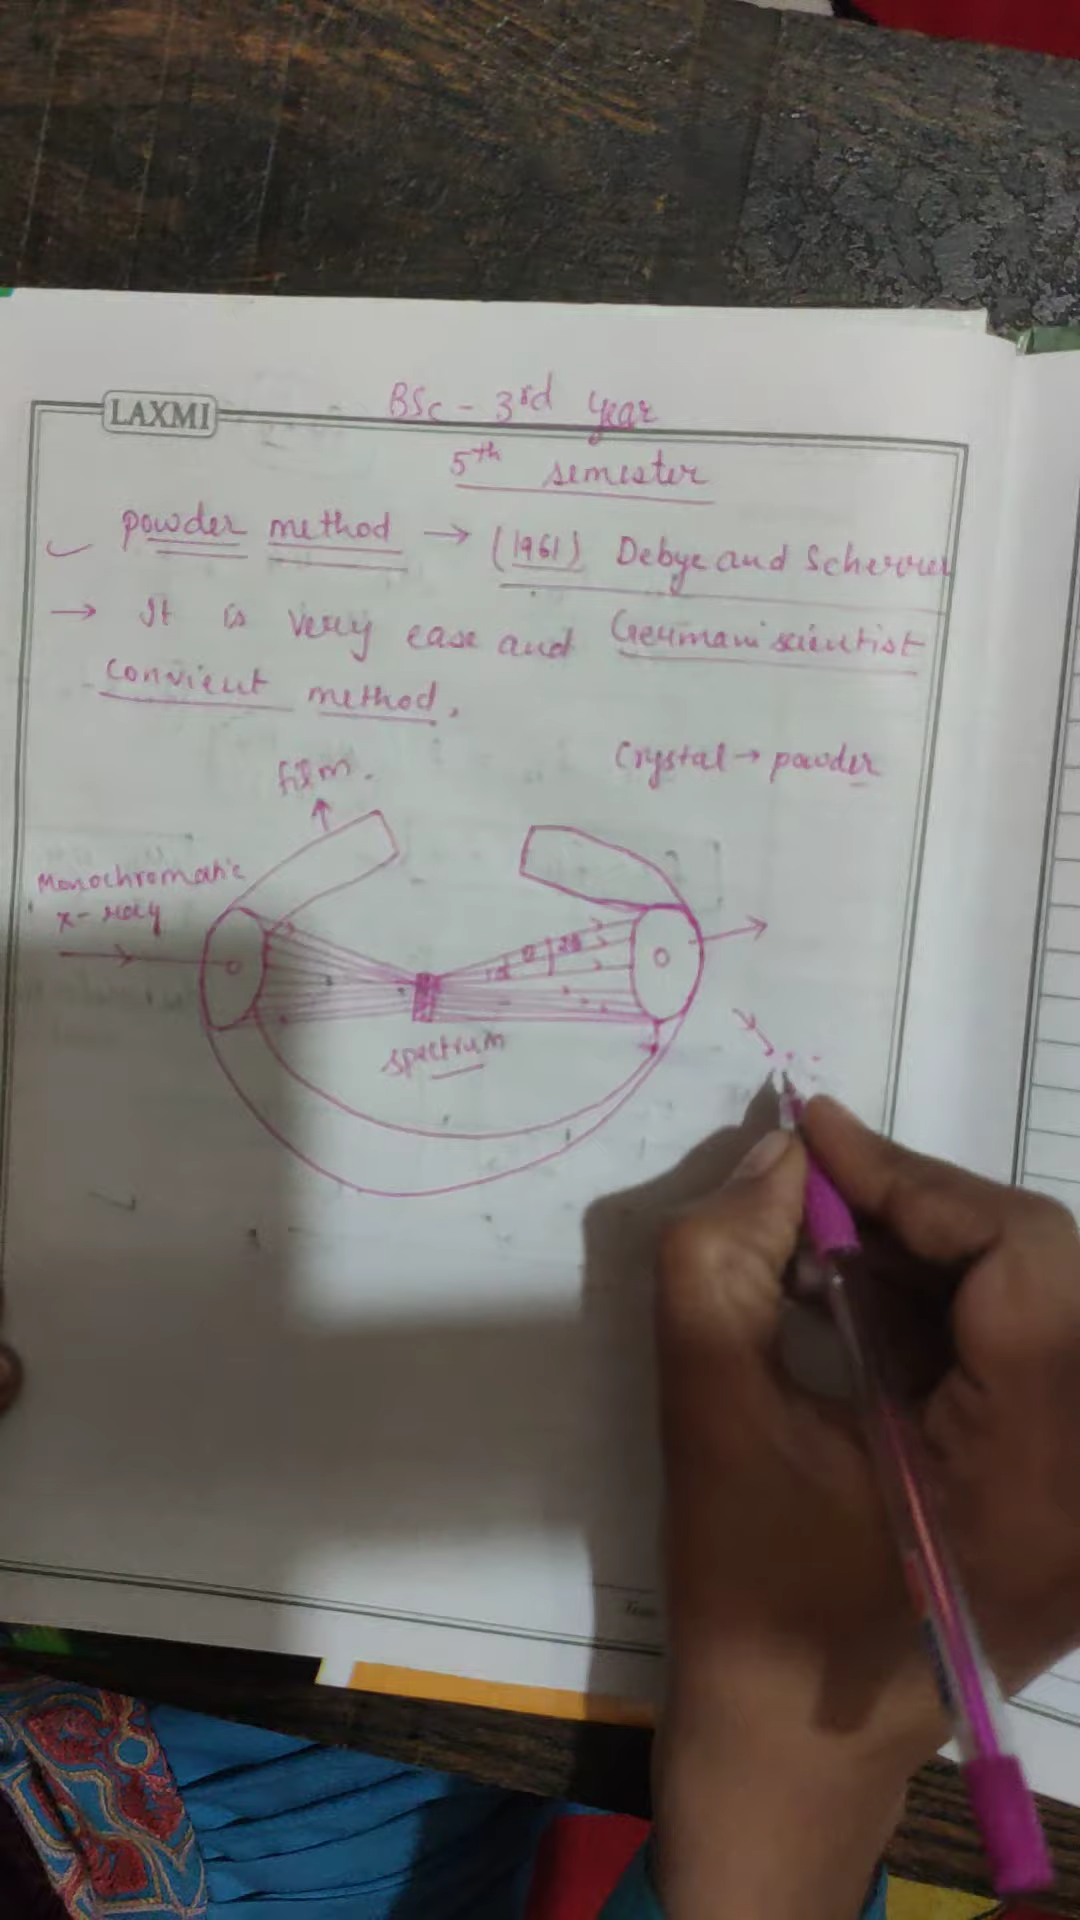 LAXMI
BSc - 3rd year
5th semester
powder method → (1961) Debye and Scherrer
→ It is very ease and Germani scientist
convient method.
Crystal → powder
film.
Monochromatic
x-ray
2θ
spectrum